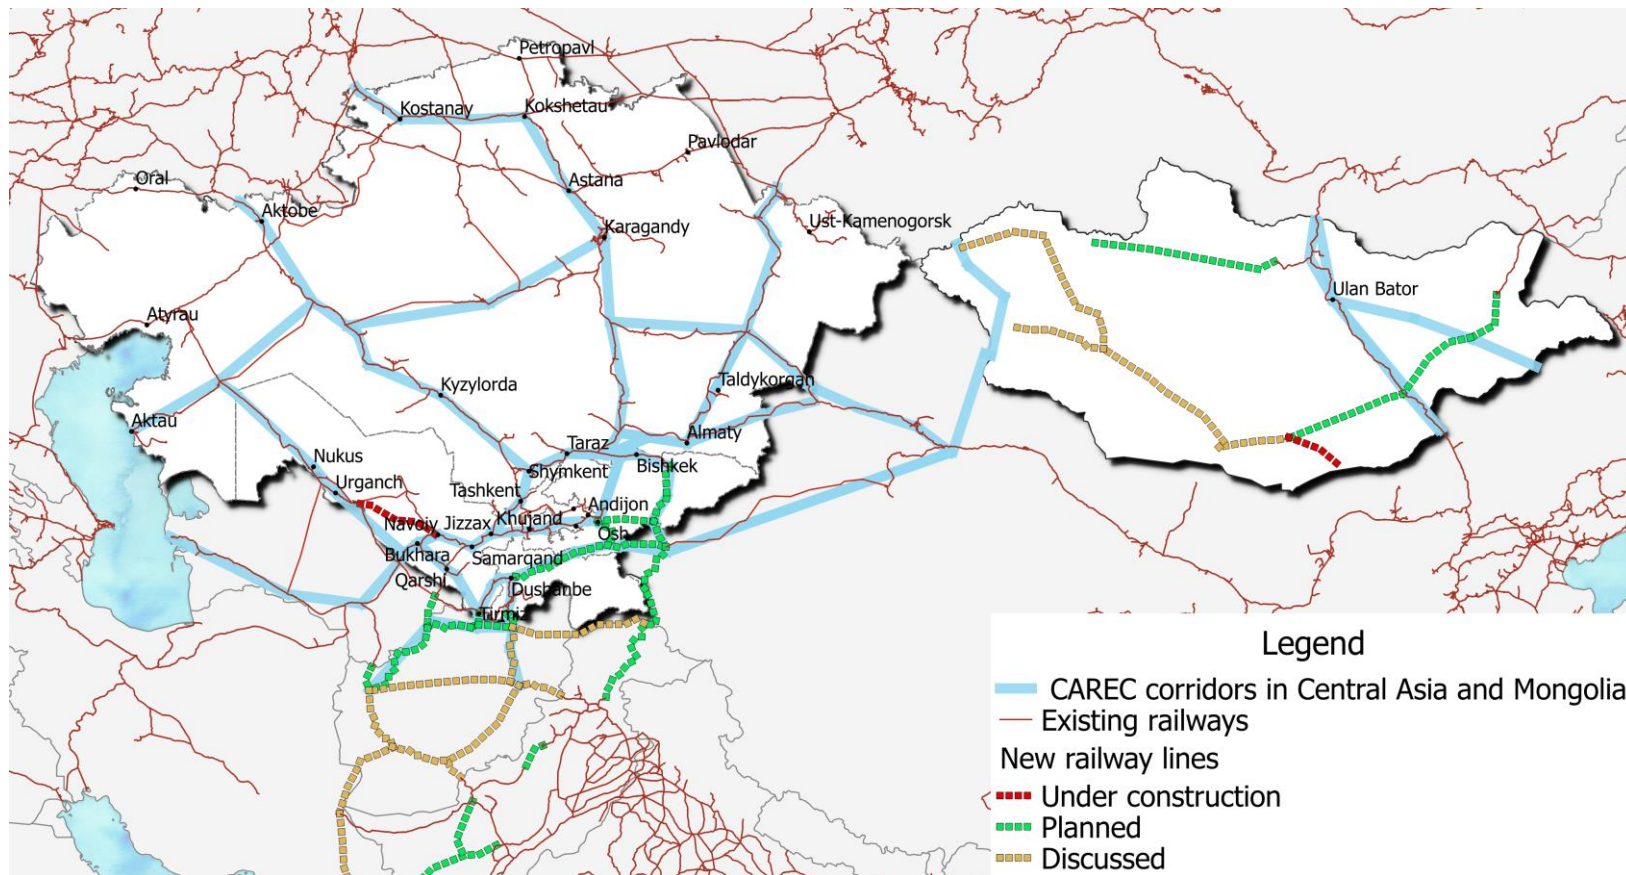 Petropavl
Kostanay
Kokshetau
Pavlodar
Oral
Astana
Aktobe
Ust-Kamenogorsk
Karagandy
Ulan Bator
Atyrau
Kyzylorda
Taldykorgan
Aktau
Taraz
Almaty
Nukus
Shymkent
Bishkek
Urganch
Tashkent
Andijon
Navoiy
Jizzax
Khujand
Osh
Bukhara
Samarqand
Qarshi
Dushanbe
Tirmiz
Legend
CAREC corridors in Central Asia and Mongolia
Existing railways
New railway lines
Under construction
Planned
Discussed